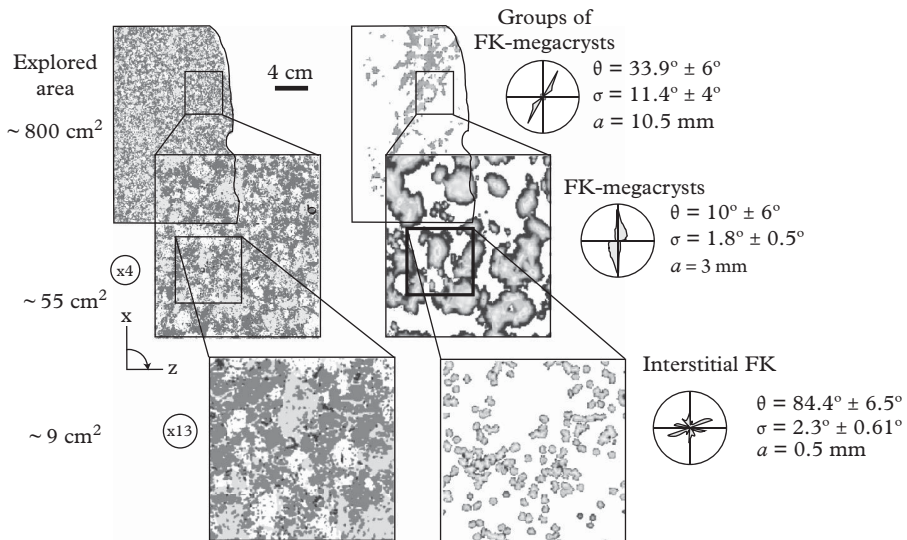 Groups of
FK-megacrysts
Explored
area
4 cm
θ = 33.9° ± 6°
σ = 11.4° ± 4°
a = 10.5 mm
~ 800 cm²
FK-megacrysts
θ = 10° ± 6°
σ = 1.8° ± 0.5°
a = 3 mm
x4
~ 55 cm²
x
z
Interstitial FK
θ = 84.4° ± 6.5°
σ = 2.3° ± 0.61°
a = 0.5 mm
x13
~ 9 cm²